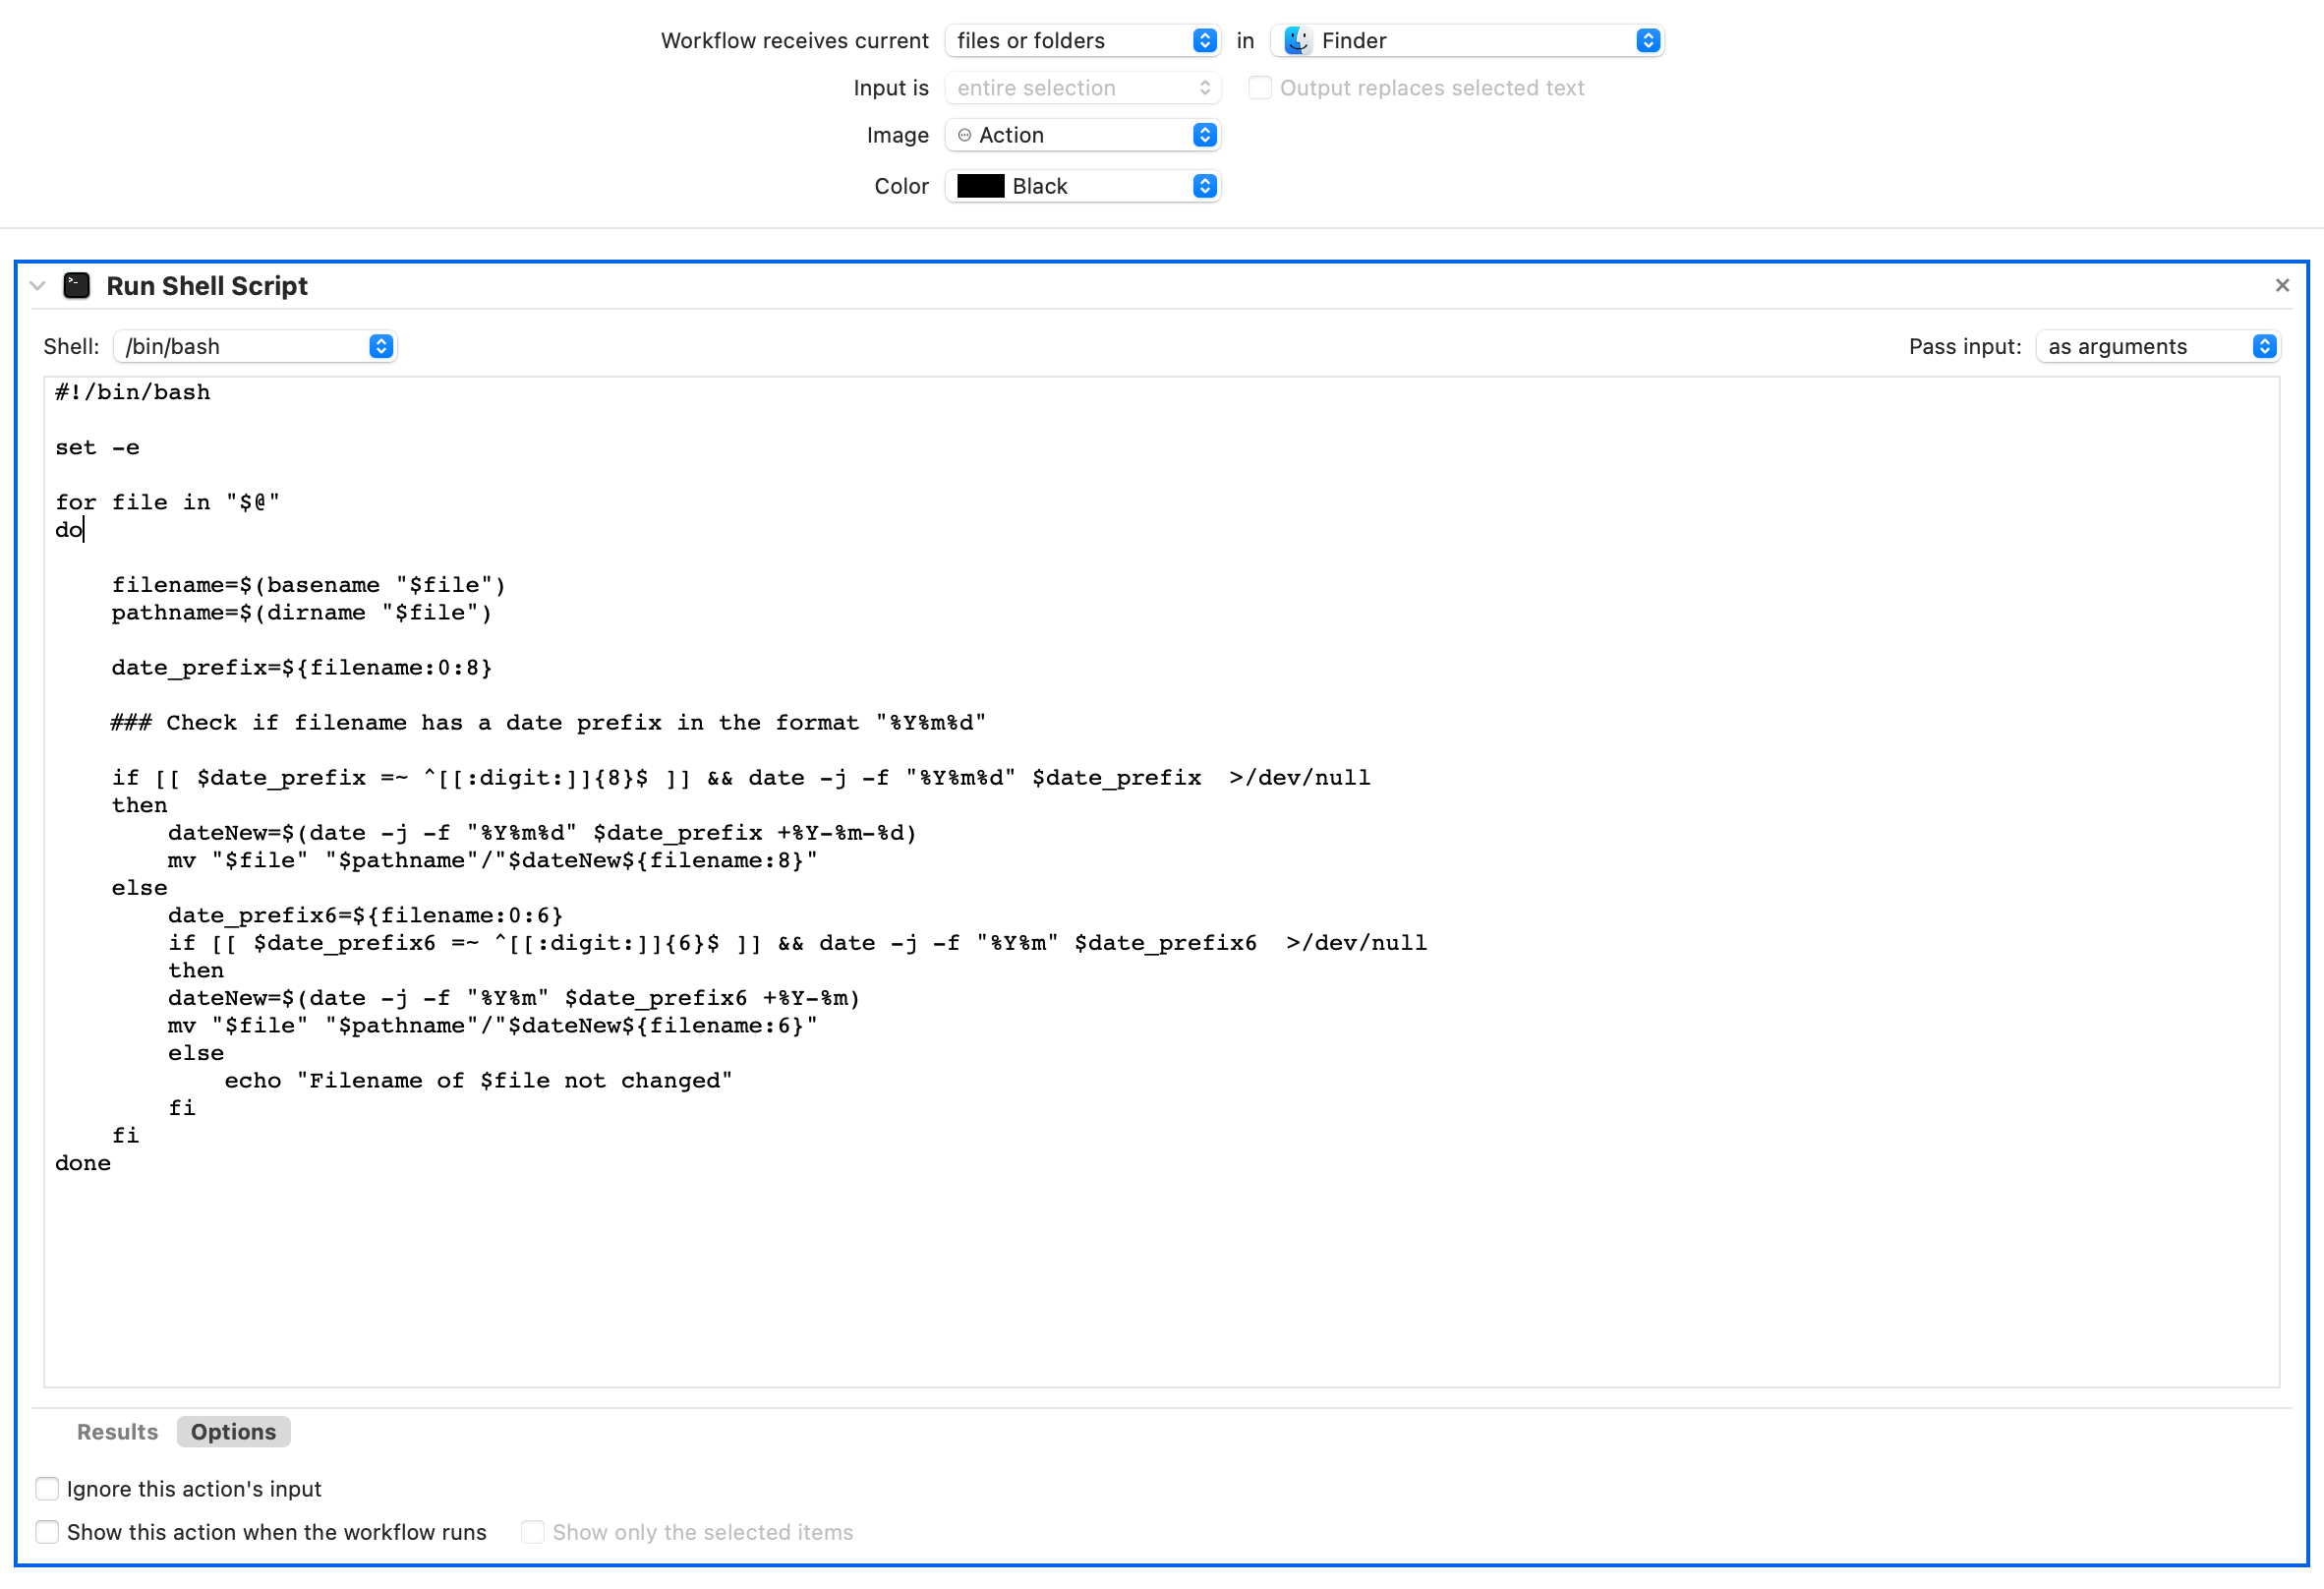 Workflow receives current files or folders in Finder
Input is entire selection Output replaces selected text
Image Action
Color Black
Run Shell Script
Shell: /bin/bash Pass input: as arguments
#!/bin/bash
set -e
for file in "$@"
do
filename=$(basename "$file")
pathname=$(dirname "$file")
date_prefix=${filename:0:8}
### Check if filename has a date prefix in the format "%Y%m%d"
if [[ $date_prefix =~ ^[[:digit:]]{8}$ ]] && date -j -f "%Y%m%d" $date_prefix  >/dev/null
then
dateNew=$(date -j -f "%Y%m%d" $date_prefix +%Y-%m-%d)
mv "$file" "$pathname"/"$dateNew${filename:8}"
else
date_prefix6=${filename:0:6}
if [[ $date_prefix6 =~ ^[[:digit:]]{6}$ ]] && date -j -f "%Y%m" $date_prefix6  >/dev/null
then
dateNew=$(date -j -f "%Y%m" $date_prefix6 +%Y-%m)
mv "$file" "$pathname"/"$dateNew${filename:6}"
else
echo "Filename of $file not changed"
fi
fi
done
Results Options
Ignore this action's input
Show this action when the workflow runs Show only the selected items